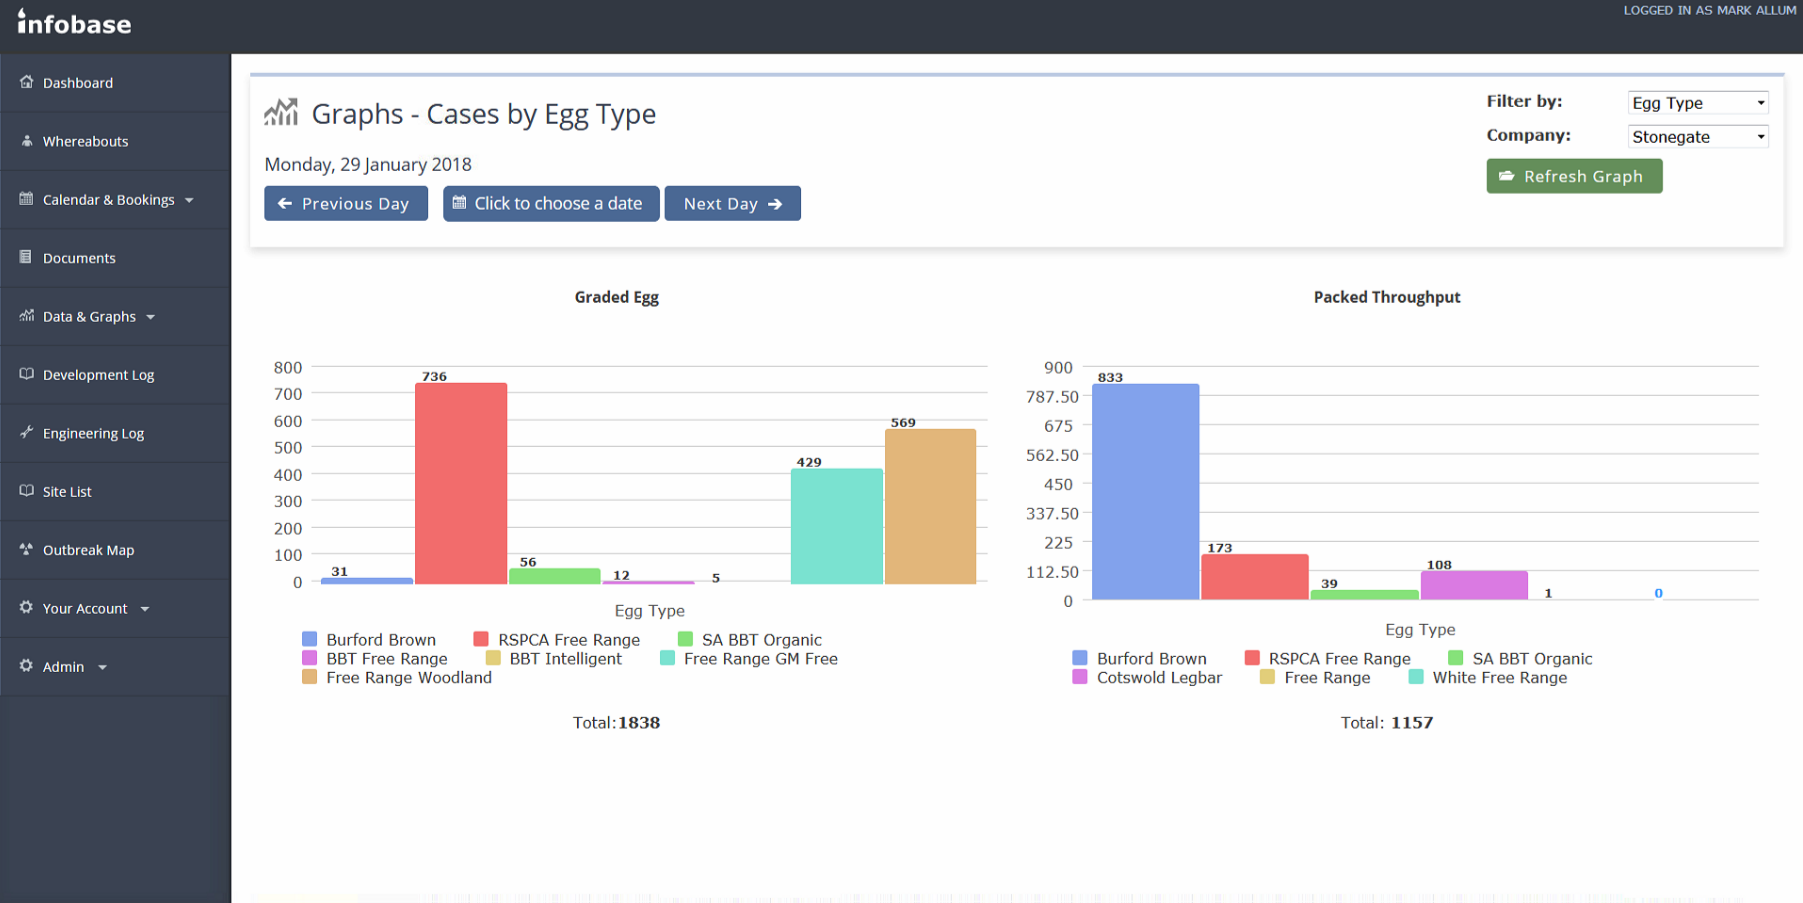 infobase
LOGGED IN AS MARK ALLUM
Dashboard
Whereabouts
Calendar & Bookings
Documents
Data & Graphs
Development Log
Engineering Log
Site List
Outbreak Map
Your Account
Admin
Graphs - Cases by Egg Type
Monday, 29 January 2018
Previous Day
Click to choose a date
Next Day
Filter by:
Egg Type
Company:
Stonegate
Refresh Graph
Graded Egg
800
700
600
500
400
300
200
100
0
31
736
56
12
5
429
569
Egg Type
Burford Brown RSPCA Free Range SA BBT Organic
BBT Free Range BBT Intelligent Free Range GM Free
Free Range Woodland
Total:1838
Packed Throughput
900
787.50
675
562.50
450
337.50
225
112.50
0
833
173
39
108
1
0
Egg Type
Burford Brown RSPCA Free Range SA BBT Organic
Cotswold Legbar Free Range White Free Range
Total: 1157